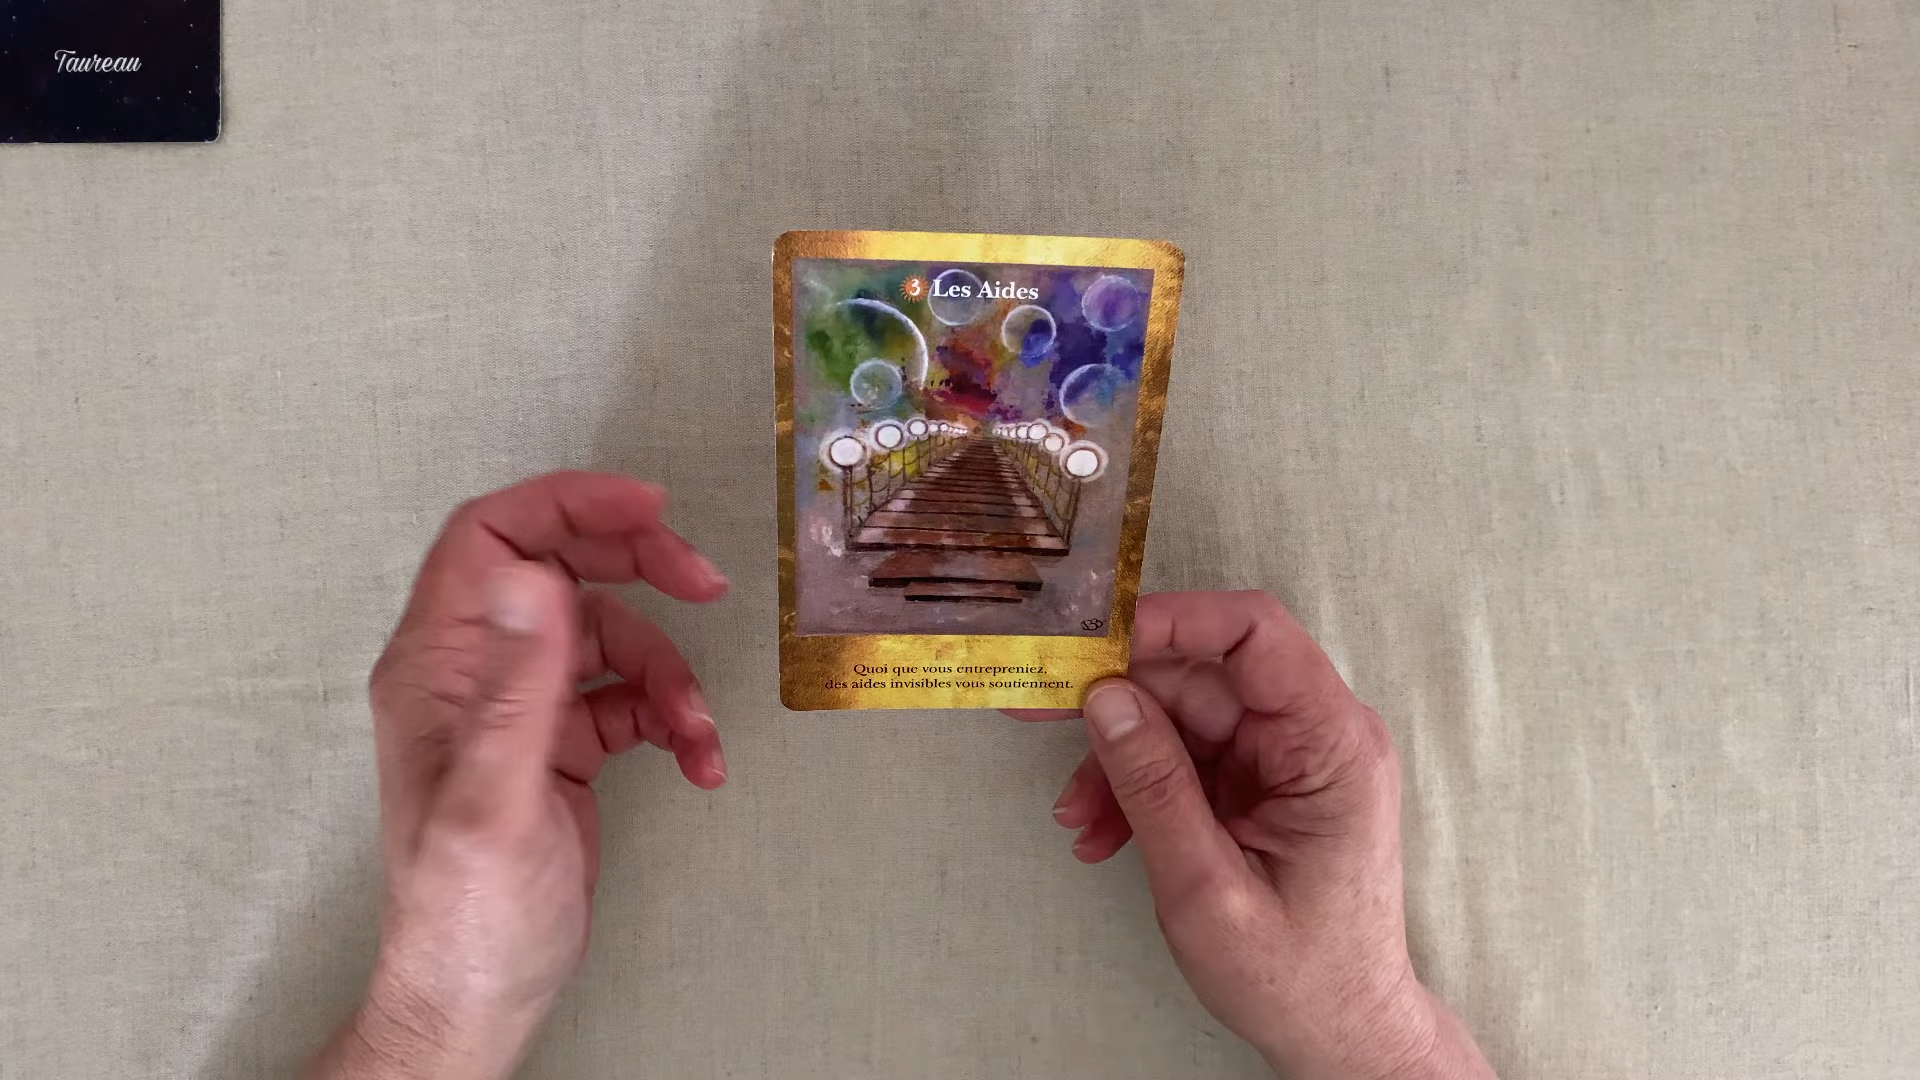 Taureau
3 Les Aides
Quoi que vous entrepreniez,
des aides invisibles vous soutiennent.